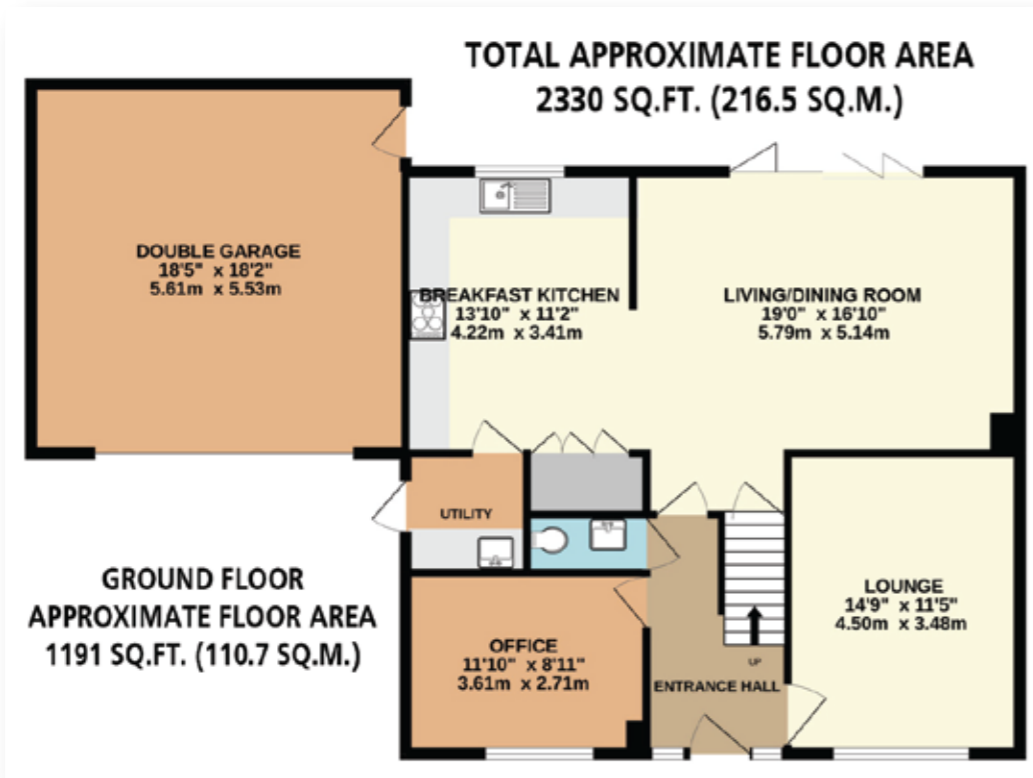 TOTAL APPROXIMATE FLOOR AREA
2330 SQ.FT. (216.5 SQ.M.)
DOUBLE GARAGE
18'5" x 18'2"
5.61m x 5.53m
BREAKFAST KITCHEN
13'10" x 11'2"
4.22m x 3.41m
LIVING/DINING ROOM
19'0" x 16'10"
5.79m x 5.14m
UTILITY
GROUND FLOOR
APPROXIMATE FLOOR AREA
1191 SQ.FT. (110.7 SQ.M.)
OFFICE
11'10" x 8'11"
3.61m x 2.71m
UP
ENTRANCE HALL
LOUNGE
14'9" x 11'5"
4.50m x 3.48m